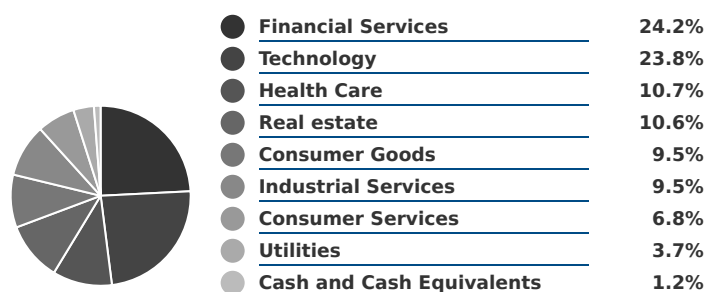 Financial Services 24.2%
Technology 23.8%
Health Care 10.7%
Real estate 10.6%
Consumer Goods 9.5%
Industrial Services 9.5%
Consumer Services 6.8%
Utilities 3.7%
Cash and Cash Equivalents 1.2%